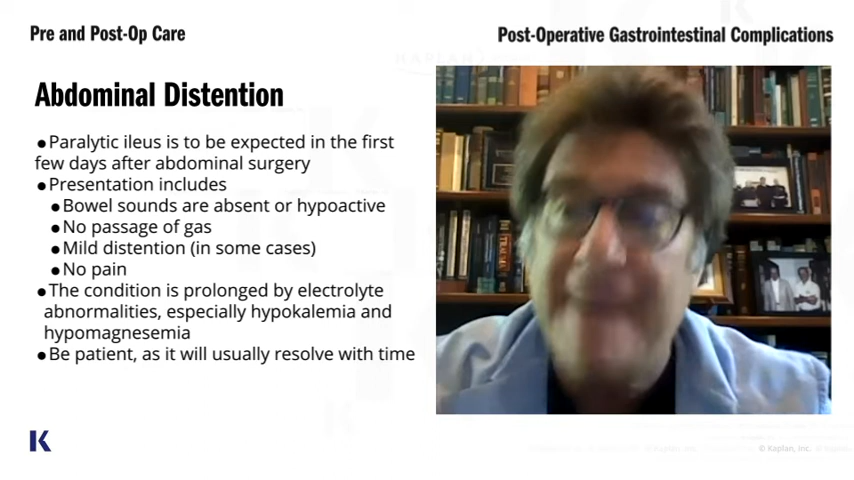 Pre and Post-Op Care
Post-Operative Gastrointestinal Complications
Abdominal Distention
●Paralytic ileus is to be expected in the first
few days after abdominal surgery
●Presentation includes
●Bowel sounds are absent or hypoactive
●No passage of gas
●Mild distention (in some cases)
●No pain
●The condition is prolonged by electrolyte
abnormalities, especially hypokalemia and
hypomagnesemia
●Be patient, as it will usually resolve with time
K
© Kaplan, Inc.